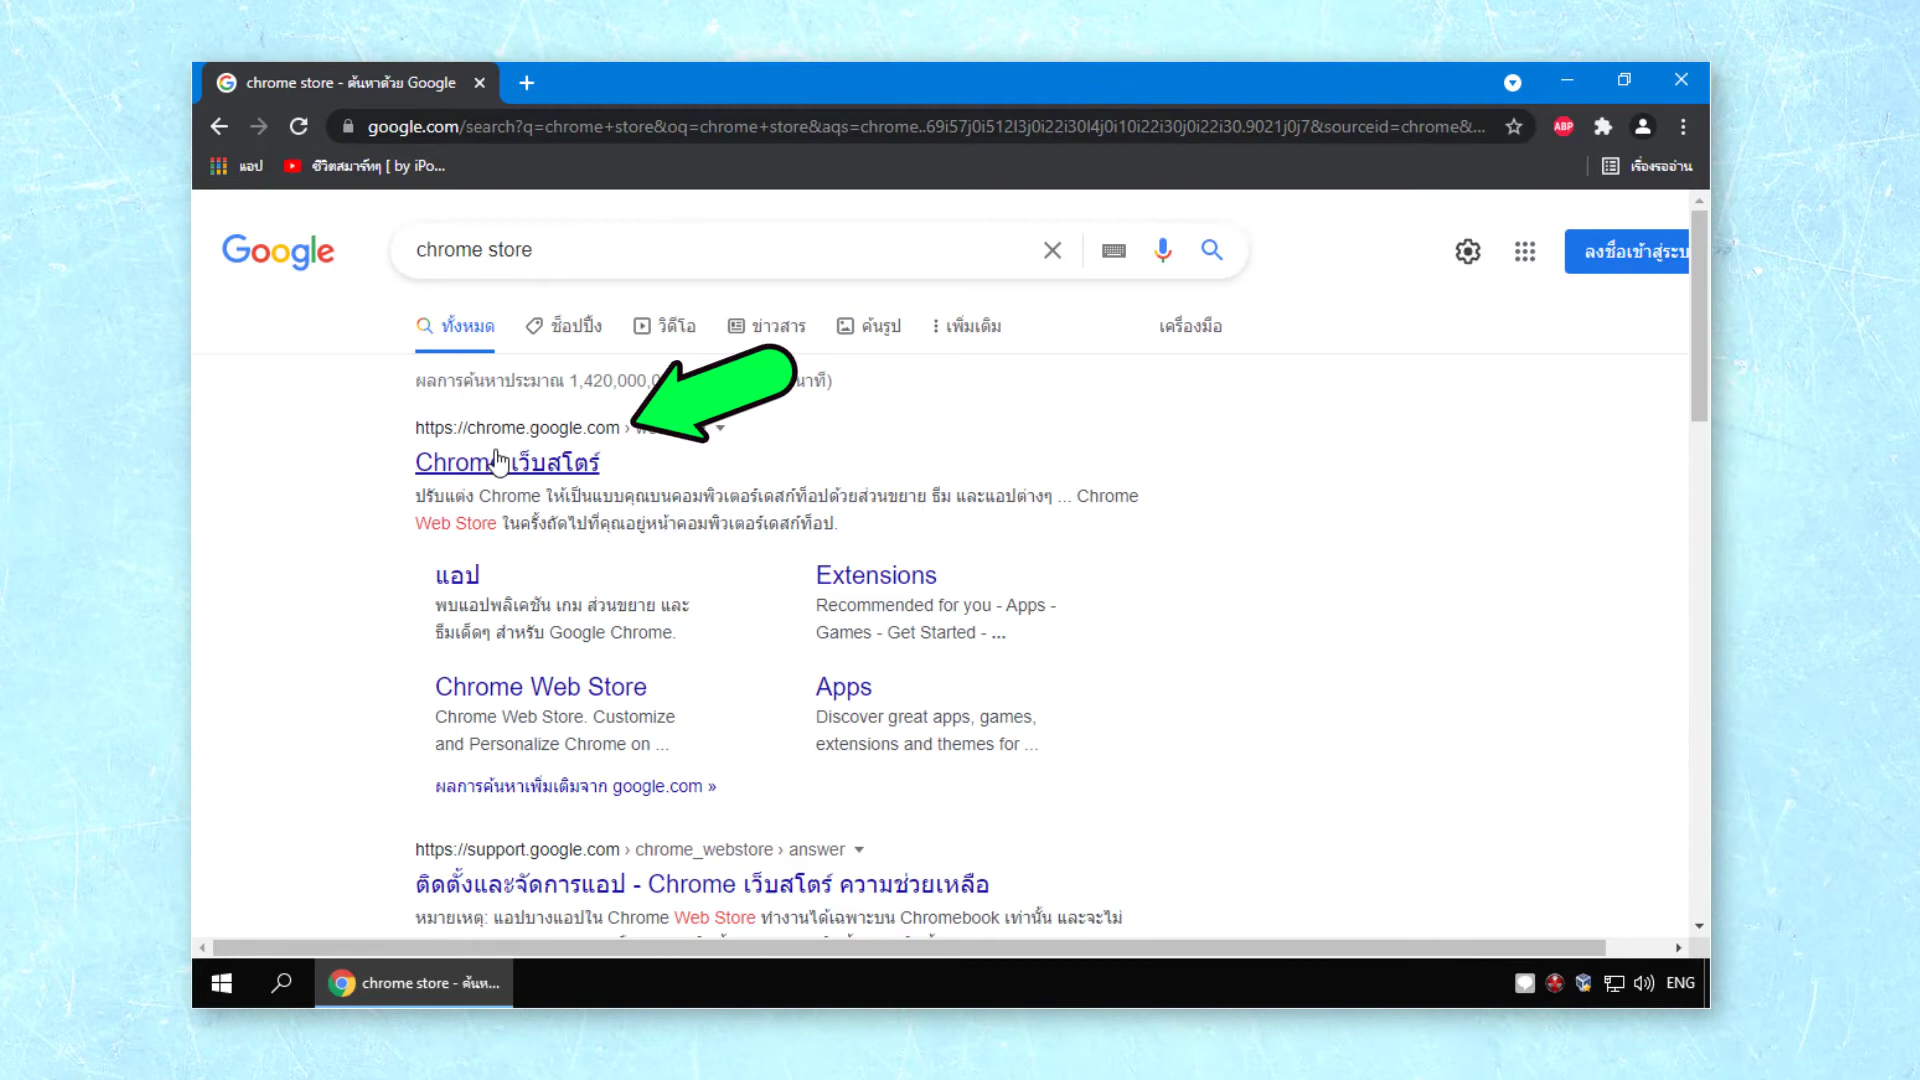 chrome store - ค้นหาด้วย Google
google.com/search?q=chrome+store&oq=chrome+store&aqs=chrome..69i57j0i512l3j0i22i30l4j0i10i22i30j0i22i30.9021j0j7&sourceid=chrome&...
ABP
แอป
ชีวิตสมาร์ทๆ [ by iPo...
เรื่องรออ่าน
Google
chrome store
ลงชื่อเข้าสู่ระบ
ทั้งหมด
ช็อปปิ้ง
วิดีโอ
ข่าวสาร
ค้นรูป
เพิ่มเติม
เครื่องมือ
ผลการค้นหาประมาณ 1,420,000,
https://chrome.google.com ›
เว็บสโตร์
ปรับแต่ง Chrome ให้เป็นแบบคุณบนคอมพิวเตอร์เดสก์ท็อปด้วยส่วนขยาย ธีม และแอปต่างๆ ... Chrome
Web Store ในครั้งถัดไปที่คุณอยู่หน้าคอมพิวเตอร์เดสก์ท็อป.
แอป
พบแอปพลิเคชัน เกม ส่วนขยาย และ
ธีมเด็ดๆ สำหรับ Google Chrome.
Extensions
Recommended for you - Apps -
Games - Get Started - ...
Chrome Web Store
Chrome Web Store. Customize
and Personalize Chrome on ...
Apps
Discover great apps, games,
extensions and themes for ...
ผลการค้นหาเพิ่มเติมจาก google.com »
https://support.google.com › chrome_webstore › answer
ติดตั้งและจัดการแอป - Chrome เว็บสโตร์ ความช่วยเหลือ
หมายเหตุ: แอปบางแอปใน Chrome Web Store ทำงานได้เฉพาะบน Chromebook เท่านั้น และจะไม่
chrome store - ค้นห...
ENG